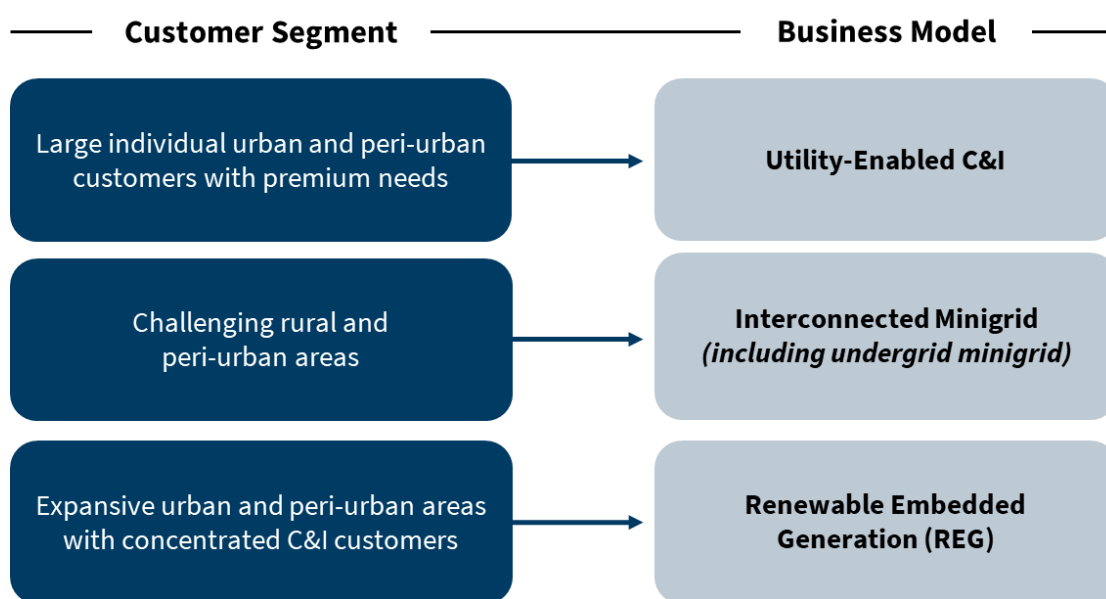 Customer Segment
Business Model
Large individual urban and peri-urban
customers with premium needs
Utility-Enabled C&I
Challenging rural and
peri-urban areas
Interconnected Minigrid
(including undergrid minigrid)
Expansive urban and peri-urban areas
with concentrated C&I customers
Renewable Embedded
Generation (REG)